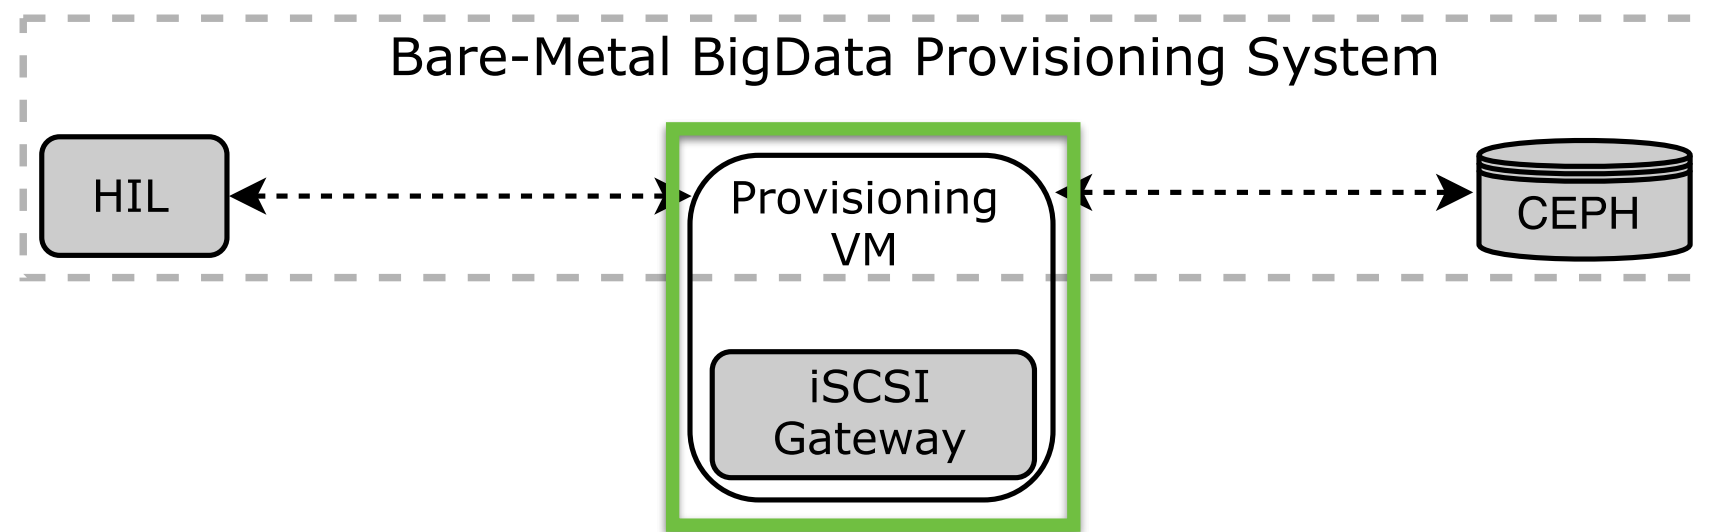 Bare-Metal BigData Provisioning System
HIL
Provisioning
VM
CEPH
iSCSI
Gateway